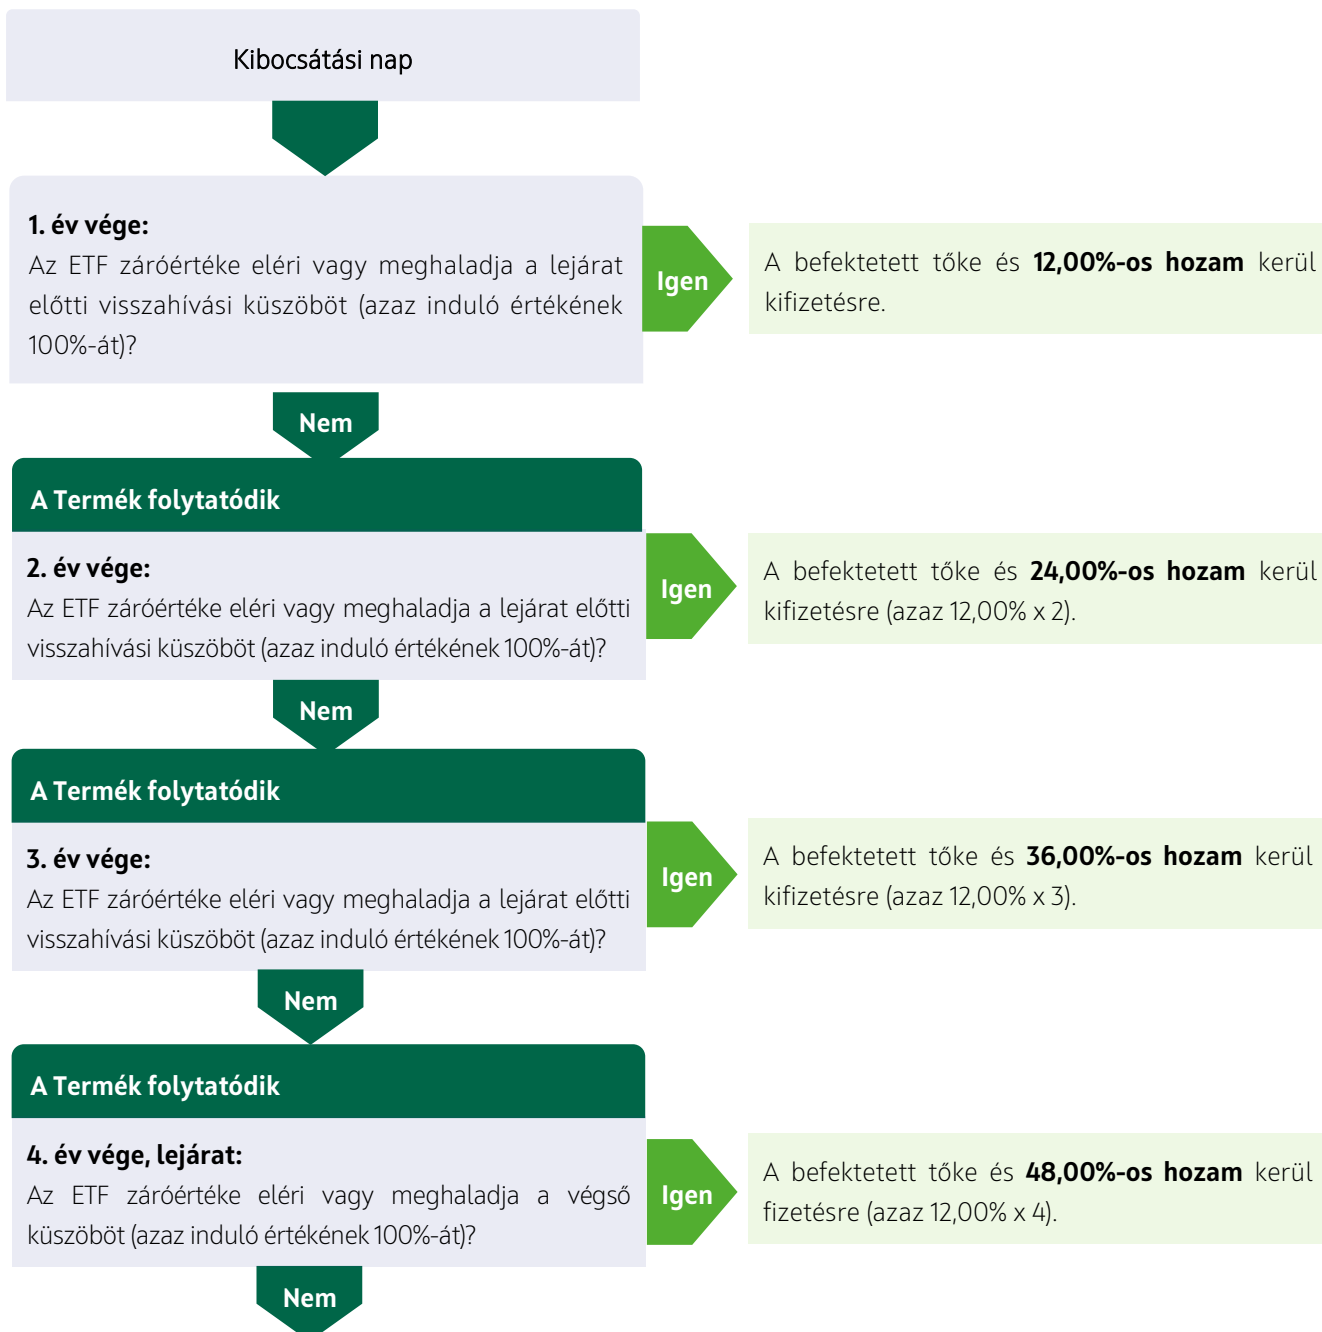 Kibocsátási nap
1. év vége:
Az ETF záróértéke eléri vagy meghaladja a lejárat
előtti visszahívási küszöböt (azaz induló értékének
100%-át)?
Igen
A befektetett tőke és 12,00%-os hozam kerül
kifizetésre.
Nem
A Termék folytatódik
2. év vége:
Az ETF záróértéke eléri vagy meghaladja a lejárat előtti
visszahívási küszöböt (azaz induló értékének 100%-át)?
Igen
A befektetett tőke és 24,00%-os hozam kerül
kifizetésre (azaz 12,00% x 2).
Nem
A Termék folytatódik
3. év vége:
Az ETF záróértéke eléri vagy meghaladja a lejárat előtti
visszahívási küszöböt (azaz induló értékének 100%-át)?
Igen
A befektetett tőke és 36,00%-os hozam kerül
kifizetésre (azaz 12,00% x 3).
Nem
A Termék folytatódik
4. év vége, lejárat:
Az ETF záróértéke eléri vagy meghaladja a végső
küszöböt (azaz induló értékének 100%-át)?
Igen
A befektetett tőke és 48,00%-os hozam kerül
fizetésre (azaz 12,00% x 4).
Nem